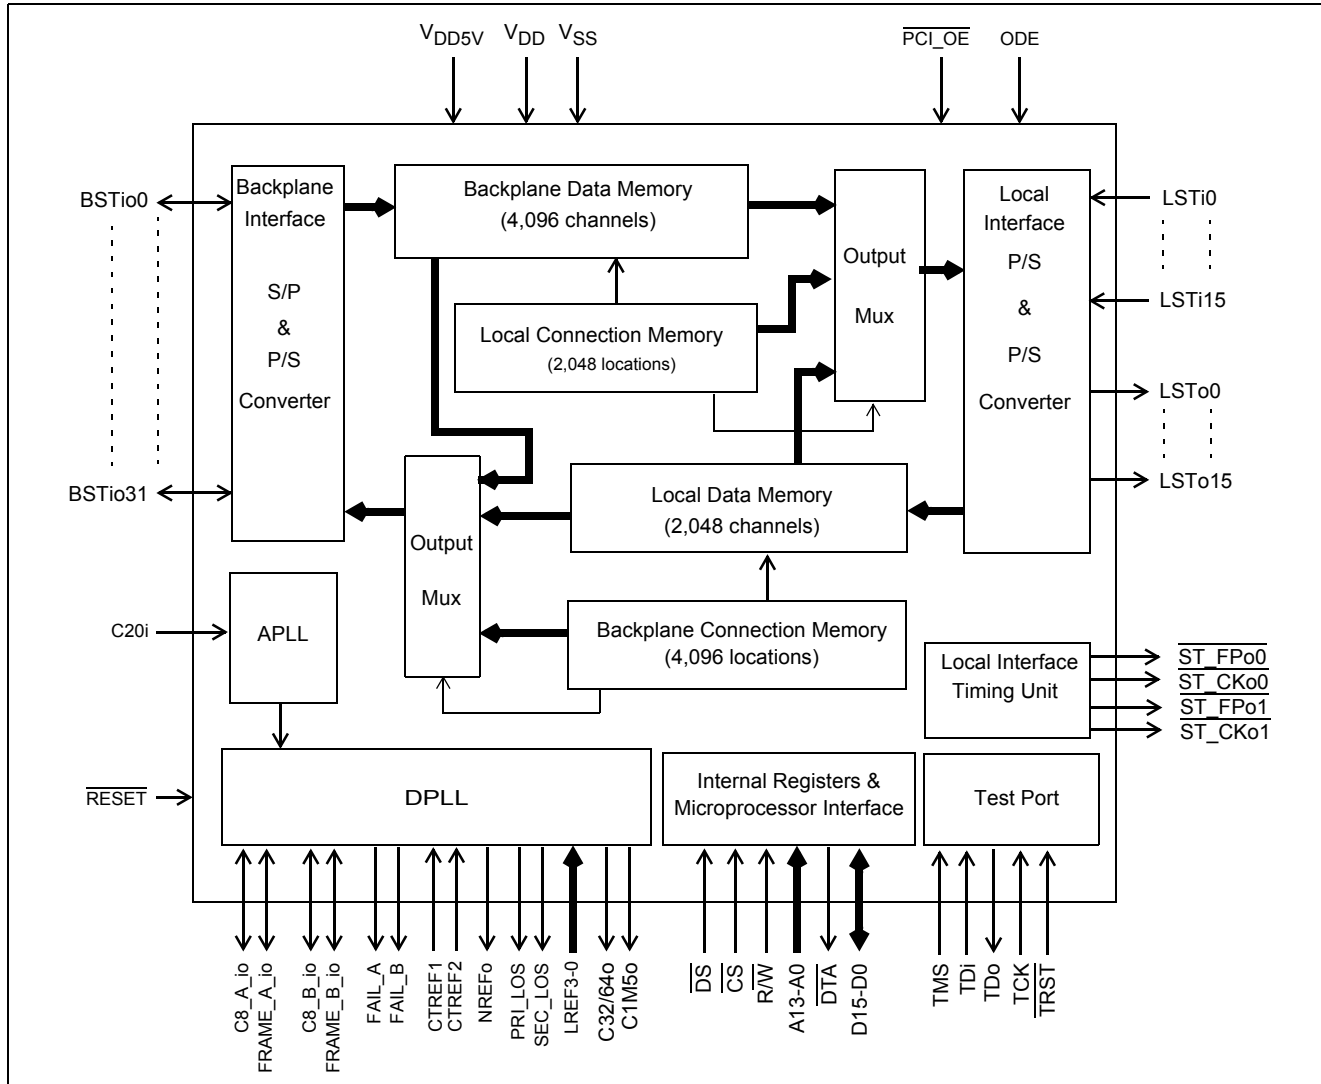 VDD5V VDD VSS PCI_OE ODE
BSTio0
BSTio31
Backplane
Interface
S/P
&
P/S
Converter
Backplane Data Memory
(4,096 channels)
Local Connection Memory
(2,048 locations)
Output
Mux
Local
Interface
P/S
&
P/S
Converter
LSTi0
LSTi15
LSTo0
LSTo15
Output
Mux
Local Data Memory
(2,048 channels)
Backplane Connection Memory
(4,096 locations)
C20i
APLL
Local Interface
Timing Unit
ST_FPo0
ST_CKo0
ST_FPo1
ST_CKo1
RESET
DPLL
Internal Registers &
Microprocessor Interface
Test Port
C8_A_io
FRAME_A_io
C8_B_io
FRAME_B_io
FAIL_A
FAIL_B
CTREF1
CTREF2
NREFo
PRI_LOS
SEC_LOS
LREF3-0
C32/64o
C1M5o
DS
CS
R/W
A13-A0
DTA
D15-D0
TMS
TDi
TDo
TCK
TRST